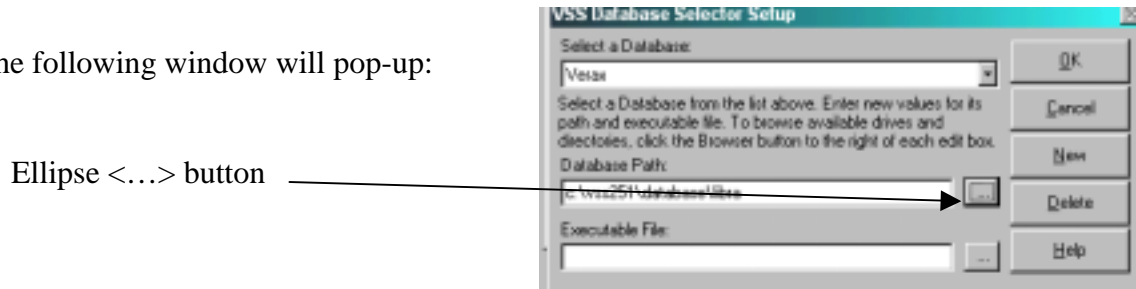 VSS Database Selector Setup
he following window will pop-up:
Select a Database:
OK
Verax
Cancel
Select a Database from the list above. Enter new values for its
path and executable file. To browse available drives and
directories, click the Browser button to the right of each edit box.
New
Ellipse <…> button
Database Path:
...
Delete
Executable File:
...
Help